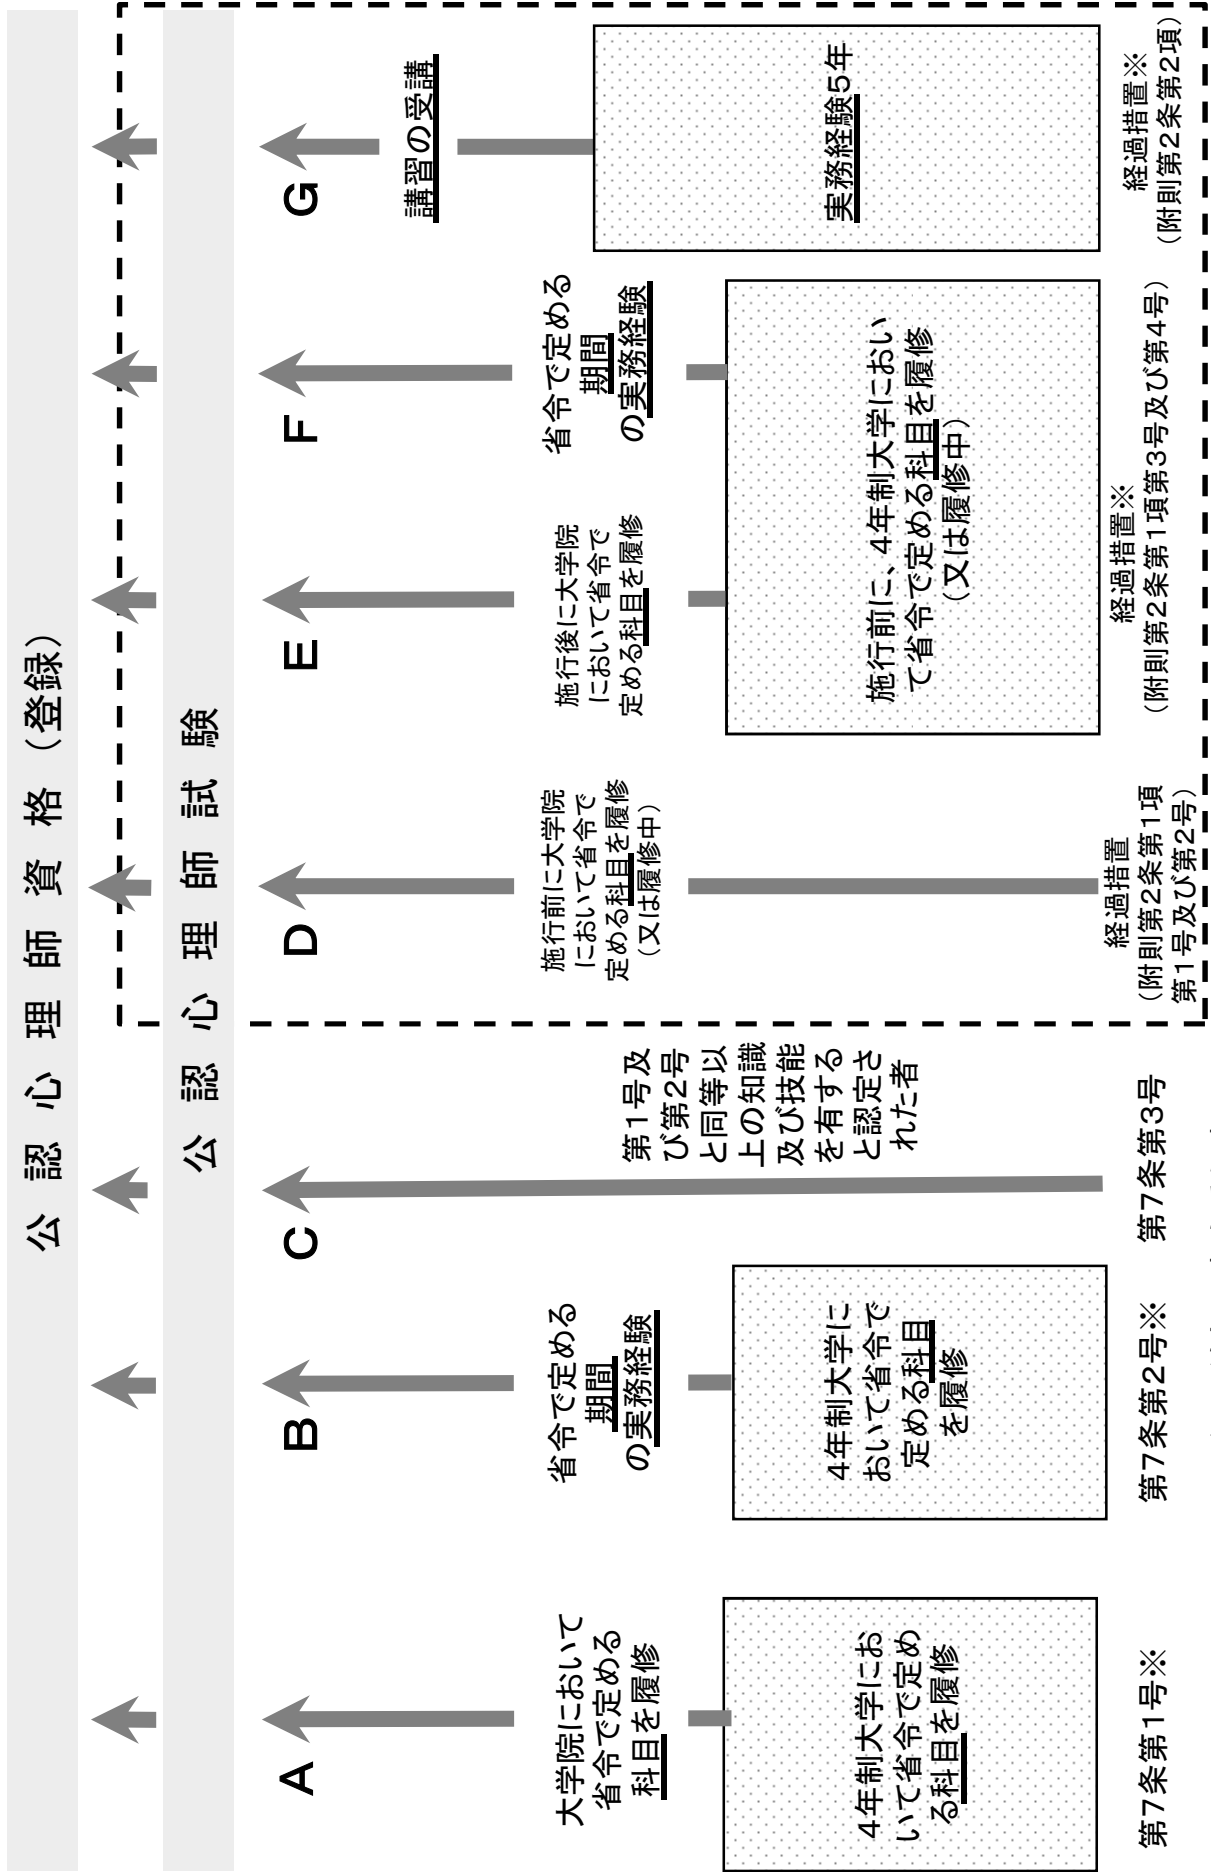 公認心理師資格（登録）
公認心理師試験
A
大学院において
省令で定める
科目を履修
4年制大学にお
いて省令で定め
る科目を履修
第7条第1号※
B
省令で定める
期間
の実務経験
4年制大学に
おいて省令で
定める科目
を履修
第7条第2号※
C
第1号及
び第2号
と同等以
上の知識
及び技能
を有する
と認定さ
れた者
第7条第3号
D
施行前に大学院
において省令で
定める科目を履修
（又は履修中）
経過措置
（附則第2条第1項
第1号及び第2号）
E
施行後に大学院
において省令で
定める科目を履修
F
省令で定める
期間
の実務経験
施行前に、4年制大学におい
て省令で定める科目を履修
（又は履修中）
経過措置※
（附則第2条第1項第3号及び第4号）
G
講習の受講
実務経験5年
経過措置※
（附則第2条第2項）